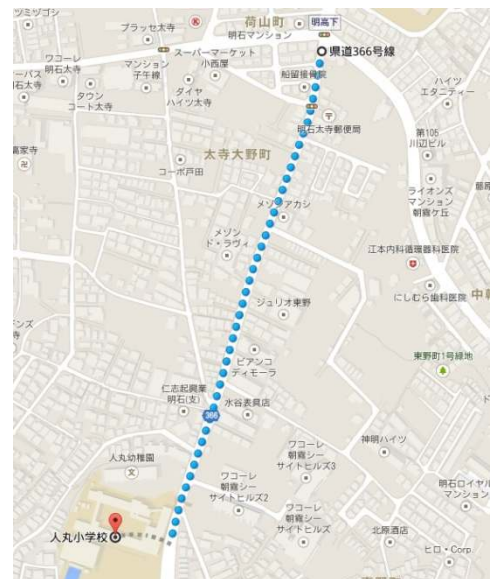 ツミゴシ
荷山町
プラッセ太寺
明高下
明石マンション
県道366号線
スーパーマーケット
小西屋
ワコーレ
明石太寺
マンション
子午線
船留接骨院
ダイヤ
ハイツ太寺
ハイツ
エタニティー
タウン
コート太寺
明石太寺郵便局
第105
川辺ビル
高家寺
太寺大野町
コーポ戸田
ライオンズ
マンション
朝霧ケ丘
メゾンアカシ
メゾン
ド・ラヴィ
江本内科循環器科医院
にしむら歯科医院
ジュリオ東野
東野町1号緑地
ビアンコ
ディモーラ
仁志起興業
明石(支)
水谷表具店
366
人丸幼稚園
文
ワコーレ
朝霧シー
サイトヒルズ3
神明ハイツ
ワコーレ
朝霧シー
サイトヒルズ2
ワコーレ
朝霧シー
サイトヒルズ
明石ロイヤル
マンション
人丸小学校
北原酒店
ヒロ・Corp.